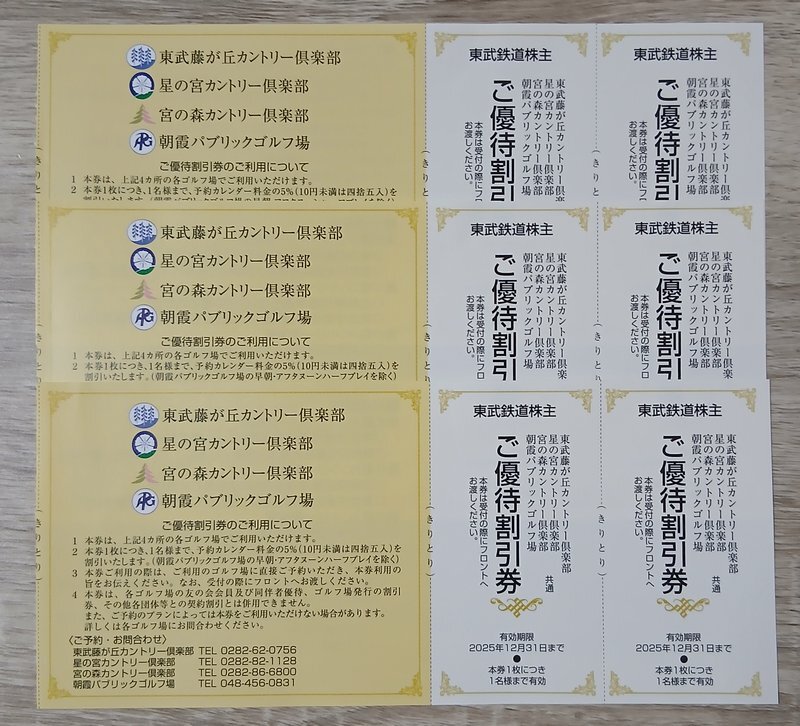 東武藤が丘カントリー倶楽部
星の宮カントリー倶楽部
宮の森カントリー倶楽部
朝霞パブリックゴルフ場
ご優待割引券のご利用について
1 本券は、上記4カ所の各ゴルフ場でご利用いただけます。
2 本券1枚につき、1名様まで、予約カレンダー料金の5%(10円未満は四捨五入)を
(きりと
東武鉄道株主
東武藤が丘カントリー倶楽
星の宮カントリー倶楽部
宮の森カントリー倶楽部
朝霞パブリックゴルフ場
ご優待割引
本券は受付の際にフロ
お渡しください。
(きりと
東武鉄道株主
東武藤が丘カントリー倶楽
星の宮カントリー倶楽部
宮の森カントリー倶楽部
朝霞パブリックゴルフ場
ご優待割引
本券は受付の際にフロ
お渡しください。
東武藤が丘カントリー倶楽部
星の宮カントリー倶楽部
宮の森カントリー倶楽部
朝霞パブリックゴルフ場
ご優待割引券のご利用について
1 本券は、上記4カ所の各ゴルフ場でご利用いただけます。
2 本券1枚につき、1名様まで、予約カレンダー料金の5%(10円未満は四捨五入)を
割引いたします。(朝霞パブリックゴルフ場の早朝・アフタヌーンハーフプレイを除く)
(きりと
東武鉄道株主
東武藤が丘カントリー倶楽
星の宮カントリー倶楽部
宮の森カントリー倶楽部
朝霞パブリックゴルフ場
ご優待割引
本券は受付の際にフロ
お渡しください。
(きりと
東武鉄道株主
東武藤が丘カントリー倶楽
星の宮カントリー倶楽部
宮の森カントリー倶楽部
朝霞パブリックゴルフ場
ご優待割引
本券は受付の際にフロ
お渡しください。
東武藤が丘カントリー倶楽部
星の宮カントリー倶楽部
宮の森カントリー倶楽部
朝霞パブリックゴルフ場
ご優待割引券のご利用について
1 本券は、上記4カ所の各ゴルフ場でご利用いただけます。
2 本券1枚につき、1名様まで、予約カレンダー料金の5%(10円未満は四捨五入)を
割引いたします。(朝霞パブリックゴルフ場の早朝・アフタヌーンハーフプレイを除く)
3 本券ご利用の際は、ご利用のゴルフ場に直接ご予約いただき、本券利用の
旨をお伝えください。なお、受付の際にフロントへお渡しください。
4 本券は、各ゴルフ場の友の会会員及び同伴者優待、ゴルフ場発行の割引
券、その他各団体等との契約割引とは併用できません。
また、ご予約のプランによっては本券をご利用いただけない場合があります。
詳しくは各ゴルフ場にお問合わせください。
〈ご予約・お問合わせ〉
東武藤が丘カントリー倶楽部 TEL 0282-62-0756
星の宮カントリー倶楽部 TEL 0282-82-1128
宮の森カントリー倶楽部 TEL 0282-86-6800
朝霞パブリックゴルフ場 TEL 048-456-0831
(きりとり)
東武鉄道株主
東武藤が丘カントリー倶楽部
星の宮カントリー倶楽部
宮の森カントリー倶楽部
朝霞パブリックゴルフ場
共通
ご優待割引券
本券は受付の際にフロントへ
お渡しください。
有効期限
2025年12月31日まで
本券1枚につき
1名様まで有効
(きりとり)
東武鉄道株主
東武藤が丘カントリー倶楽部
星の宮カントリー倶楽部
宮の森カントリー倶楽部
朝霞パブリックゴルフ場
共通
ご優待割引券
本券は受付の際にフロントへ
お渡しください。
有効期限
2025年12月31日まで
本券1枚につき
1名様まで有効